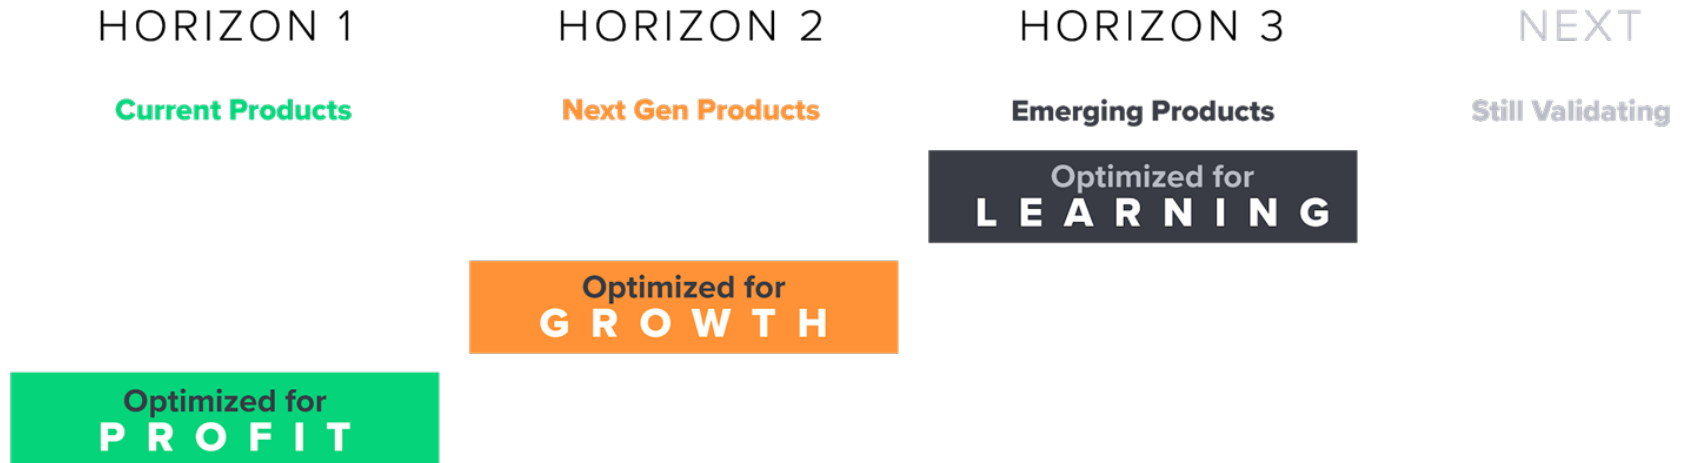 HORIZON 1
HORIZON 2
HORIZON 3
NEXT
Current Products
Next Gen Products
Emerging Products
Still Validating
Optimized for
LEARNING
Optimized for
GROWTH
Optimized for
PROFIT